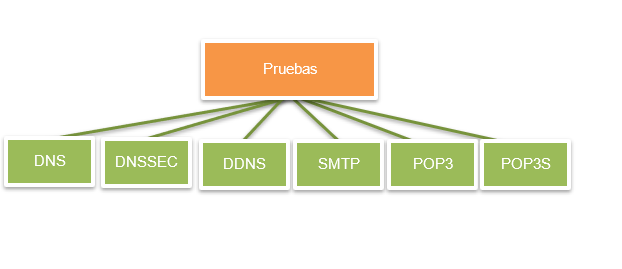 Pruebas
DNS
DNSSEC
DDNS
SMTP
POP3
POP3S